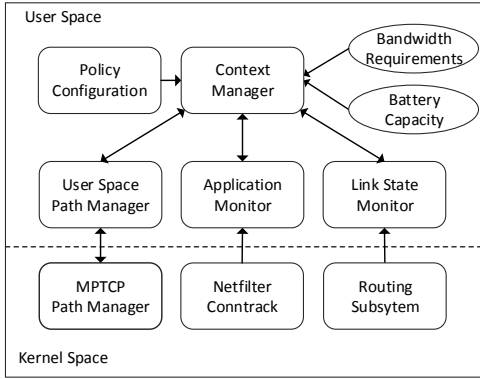 User Space
Policy
Configuration
Context
Manager
Bandwidth
Requirements
Battery
Capacity
User Space
Path Manager
Application
Monitor
Link State
Monitor
MPTCP
Path Manager
Netfilter
Conntrack
Routing
Subsytem
Kernel Space